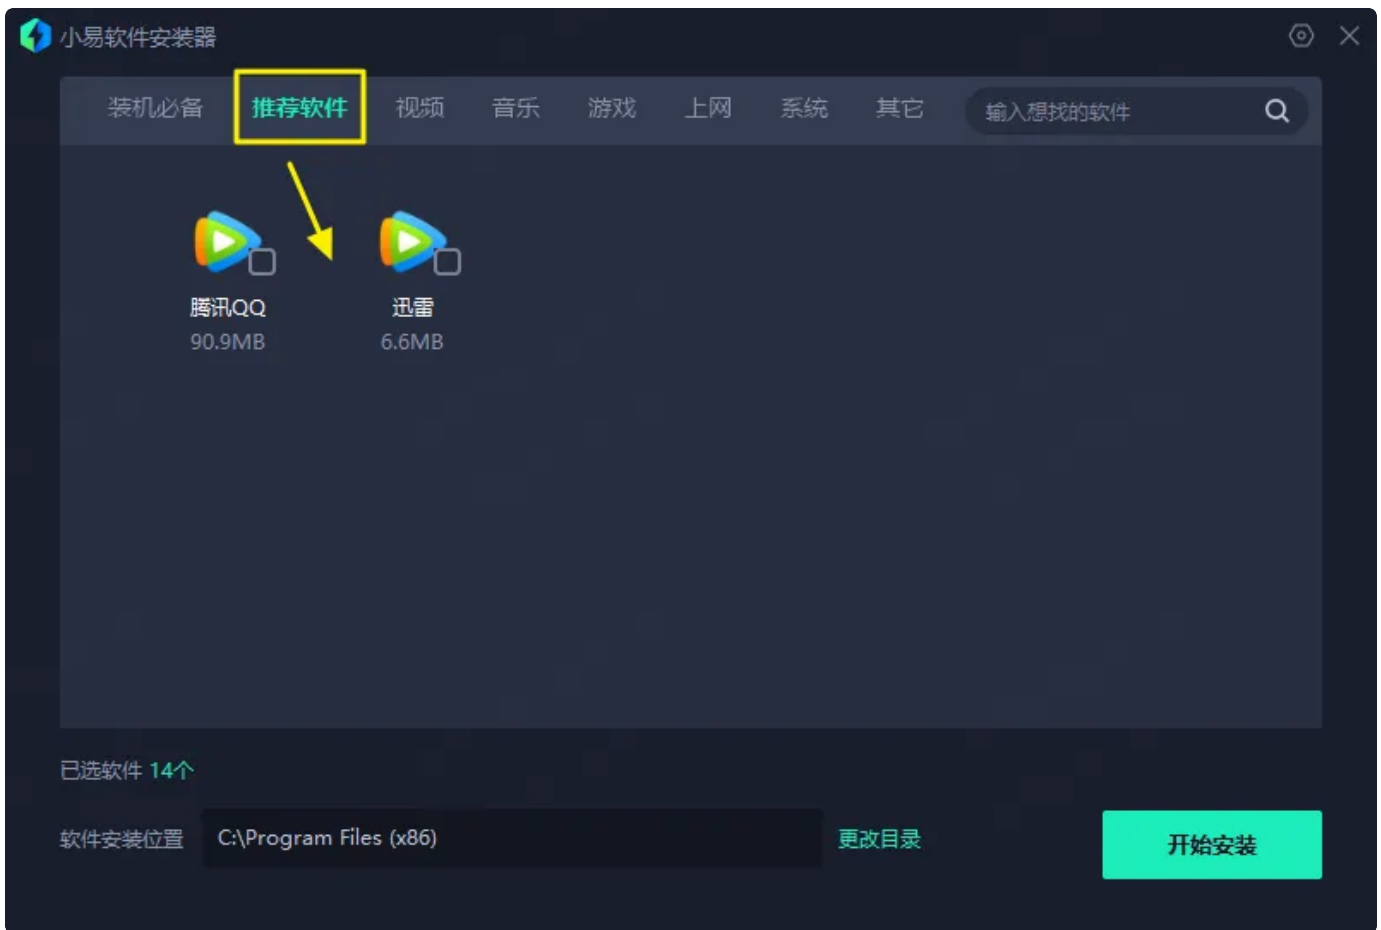 小易软件安装器
装机必备 推荐软件 视频 音乐 游戏 上网 系统 其它 输入想找的软件
腾讯QQ 迅雷
90.9MB 6.6MB
已选软件 14个
软件安装位置 C:\Program Files (x86) 更改目录 开始安装